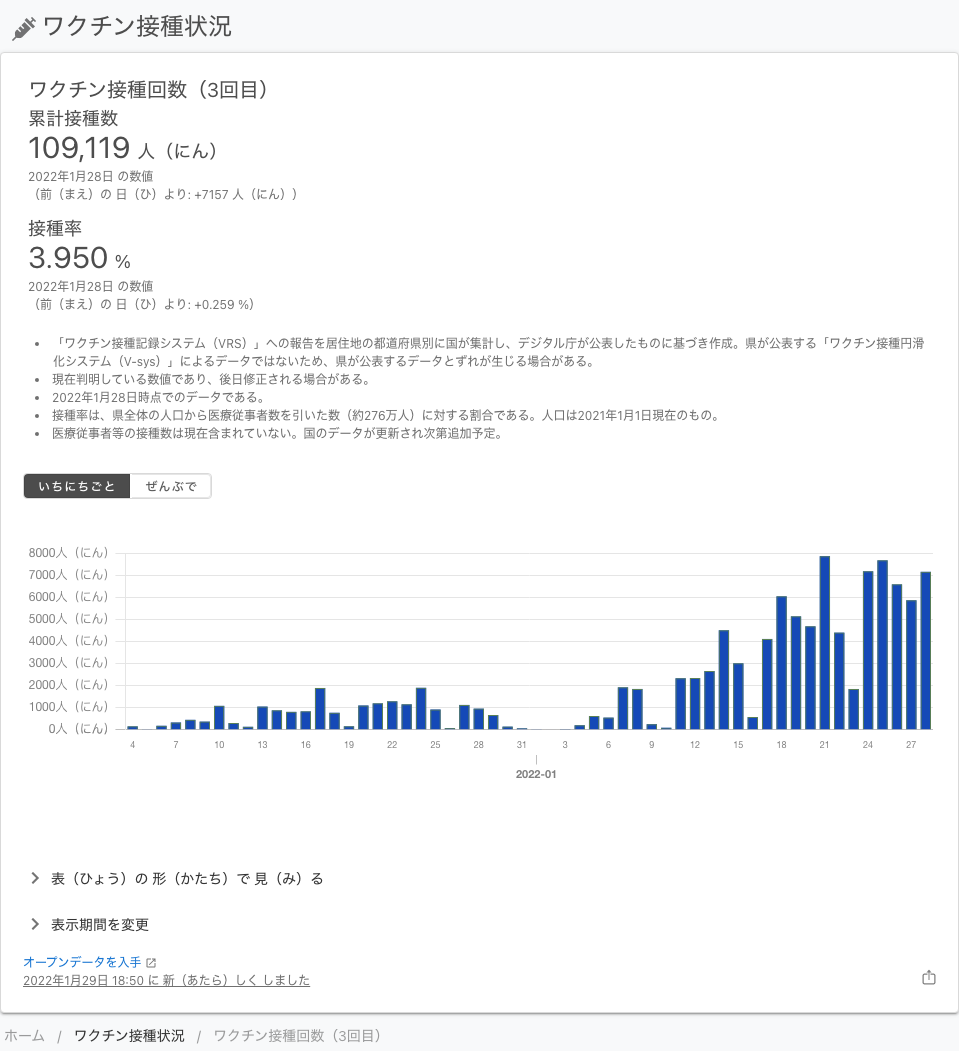 ワクチン接種状況
ワクチン接種回数（3回目）
累計接種数
109,119 人（にん）
2022年1月28日 の数値
（前（まえ）の 日（ひ）より: +7157 人（にん））
接種率
3.950 %
2022年1月28日 の数値
（前（まえ）の 日（ひ）より: +0.259 %）
• 「ワクチン接種記録システム（VRS）」への報告を居住地の都道府県別に国が集計し、デジタル庁が公表したものに基づき作成。県が公表する「ワクチン接種円滑
化システム（V-sys）」によるデータではないため、県が公表するデータとずれが生じる場合がある。
• 現在判明している数値であり、後日修正される場合がある。
• 2022年1月28日時点でのデータである。
• 接種率は、県全体の人口から医療従事者数を引いた数（約276万人）に対する割合である。人口は2021年1月1日現在のもの。
• 医療従事者等の接種数は現在含まれていない。国のデータが更新され次第追加予定。
いちにちごと ぜんぶで
8000人（にん）
7000人（にん）
6000人（にん）
5000人（にん）
4000人（にん）
3000人（にん）
2000人（にん）
1000人（にん）
0人（にん）
4 7 10 13 16 19 22 25 28 31 3 6 9 12 15 18 21 24 27
2022-01
表（ひょう）の 形（かたち）で 見（み）る
表示期間を変更
オープンデータを入手
2022年1月29日 18:50 に 新（あたら）しく しました
ホーム / ワクチン接種状況 / ワクチン接種回数（3回目）